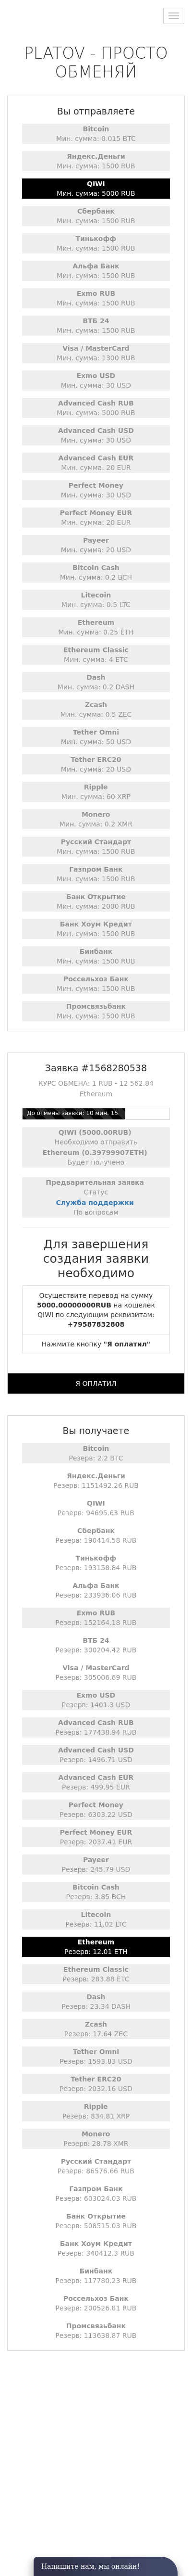 PLATOV - ПРОСТО
ОБМЕНЯЙ
Вы отправляете
Bitcoin
Мин. сумма: 0.015 BTC
Яндекс.Деньги
Мин. сумма: 1500 RUB
QIWI
Мин. сумма: 5000 RUB
Сбербанк
Мин. сумма: 1500 RUB
Тинькофф
Мин. сумма: 1500 RUB
Альфа Банк
Мин. сумма: 1500 RUB
Exmo RUB
Мин. сумма: 1500 RUB
ВТБ 24
Мин. сумма: 1500 RUB
Visa / MasterCard
Мин. сумма: 1300 RUB
Exmo USD
Мин. сумма: 30 USD
Advanced Cash RUB
Мин. сумма: 5000 RUB
Advanced Cash USD
Мин. сумма: 30 USD
Advanced Cash EUR
Мин. сумма: 20 EUR
Perfect Money
Мин. сумма: 30 USD
Perfect Money EUR
Мин. сумма: 20 EUR
Payeer
Мин. сумма: 20 USD
Bitcoin Cash
Мин. сумма: 0.2 BCH
Litecoin
Мин. сумма: 0.5 LTC
Ethereum
Мин. сумма: 0.25 ETH
Ethereum Classic
Мин. сумма: 4 ETC
Dash
Мин. сумма: 0.2 DASH
Zcash
Мин. сумма: 0.5 ZEC
Tether Omni
Мин. сумма: 50 USD
Tether ERC20
Мин. сумма: 20 USD
Ripple
Мин. сумма: 60 XRP
Monero
Мин. сумма: 0.2 XMR
Русский Стандарт
Мин. сумма: 1500 RUB
Газпром Банк
Мин. сумма: 1500 RUB
Банк Открытие
Мин. сумма: 2000 RUB
Банк Хоум Кредит
Мин. сумма: 1500 RUB
Бинбанк
Мин. сумма: 1500 RUB
Россельхоз Банк
Мин. сумма: 1500 RUB
Промсвязьбанк
Мин. сумма: 1500 RUB
Заявка #1568280538
КУРС ОБМЕНА: 1 RUB - 12 562.84
Ethereum
До отмены заявки: 10 мин. 15
QIWI (5000.00RUB)
Необходимо отправить
Ethereum (0.39799907ETH)
Будет получено
Предварительная заявка
Статус
Служба поддержки
По вопросам
Для завершения
создания заявки
необходимо
Осуществите перевод на сумму
5000.00000000RUB на кошелек
QIWI по следующим реквизитам:
+79587832808
Нажмите кнопку "Я оплатил"
Я ОПЛАТИЛ
Вы получаете
Bitcoin
Резерв: 2.2 BTC
Яндекс.Деньги
Резерв: 1151492.26 RUB
QIWI
Резерв: 94695.63 RUB
Сбербанк
Резерв: 190414.58 RUB
Тинькофф
Резерв: 193158.84 RUB
Альфа Банк
Резерв: 233936.06 RUB
Exmo RUB
Резерв: 152164.18 RUB
ВТБ 24
Резерв: 300204.42 RUB
Visa / MasterCard
Резерв: 305006.69 RUB
Exmo USD
Резерв: 1401.3 USD
Advanced Cash RUB
Резерв: 177438.94 RUB
Advanced Cash USD
Резерв: 1496.71 USD
Advanced Cash EUR
Резерв: 499.95 EUR
Perfect Money
Резерв: 6303.22 USD
Perfect Money EUR
Резерв: 2037.41 EUR
Payeer
Резерв: 245.79 USD
Bitcoin Cash
Резерв: 3.85 BCH
Litecoin
Резерв: 11.02 LTC
Ethereum
Резерв: 12.01 ETH
Ethereum Classic
Резерв: 283.88 ETC
Dash
Резерв: 23.34 DASH
Zcash
Резерв: 17.64 ZEC
Tether Omni
Резерв: 1593.83 USD
Tether ERC20
Резерв: 2032.16 USD
Ripple
Резерв: 834.81 XRP
Monero
Резерв: 28.78 XMR
Русский Стандарт
Резерв: 86576.66 RUB
Газпром Банк
Резерв: 603024.03 RUB
Банк Открытие
Резерв: 508515.03 RUB
Банк Хоум Кредит
Резерв: 340412.3 RUB
Бинбанк
Резерв: 117780.23 RUB
Россельхоз Банк
Резерв: 200526.81 RUB
Промсвязьбанк
Резерв: 113638.87 RUB
Напишите нам, мы онлайн!